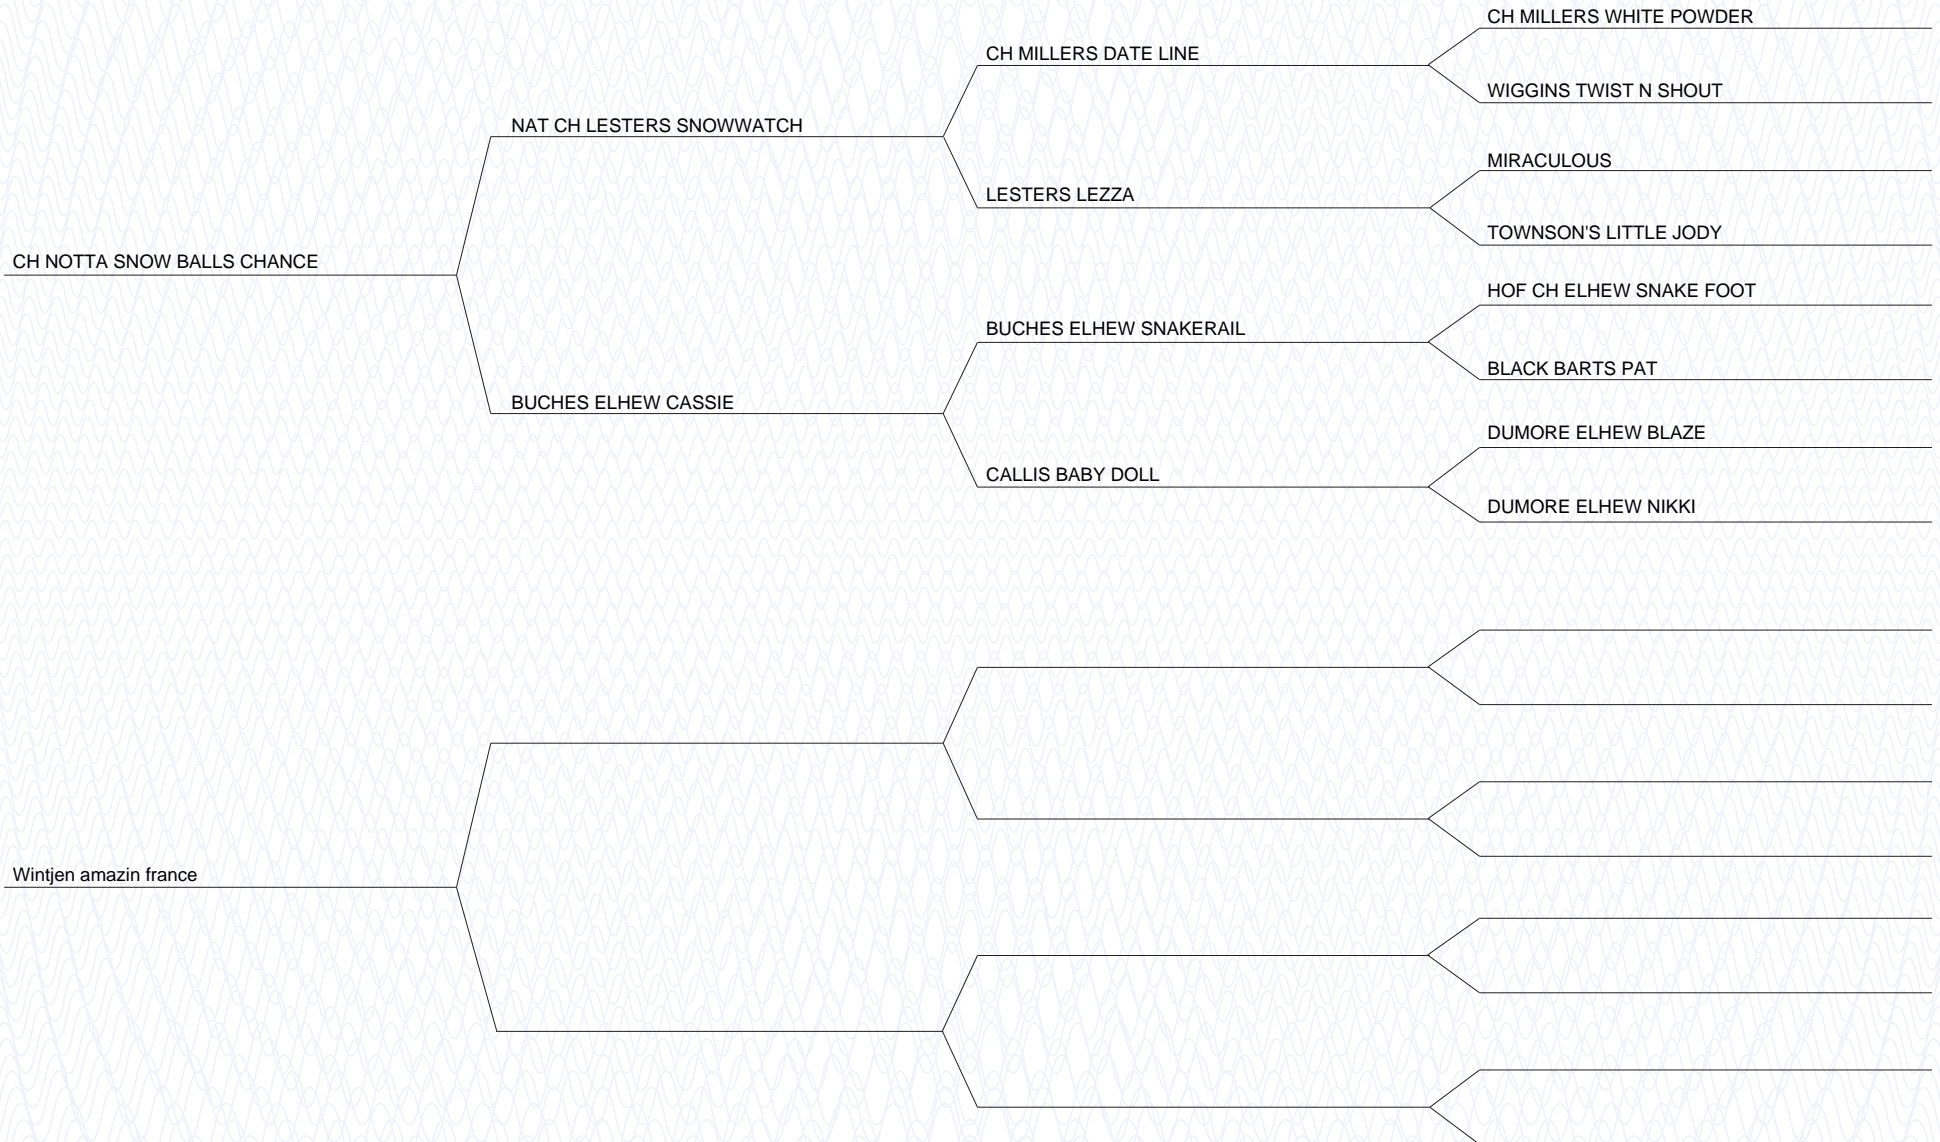 CH MILLERS WHITE POWDER
CH MILLERS DATE LINE
WIGGINS TWIST N SHOUT
NAT CH LESTERS SNOWWATCH
MIRACULOUS
LESTERS LEZZA
TOWNSON'S LITTLE JODY
CH NOTTA SNOW BALLS CHANCE
HOF CH ELHEW SNAKE FOOT
BUCHES ELHEW SNAKERAIL
BLACK BARTS PAT
BUCHES ELHEW CASSIE
DUMORE ELHEW BLAZE
CALLIS BABY DOLL
DUMORE ELHEW NIKKI
Wintjen amazin france